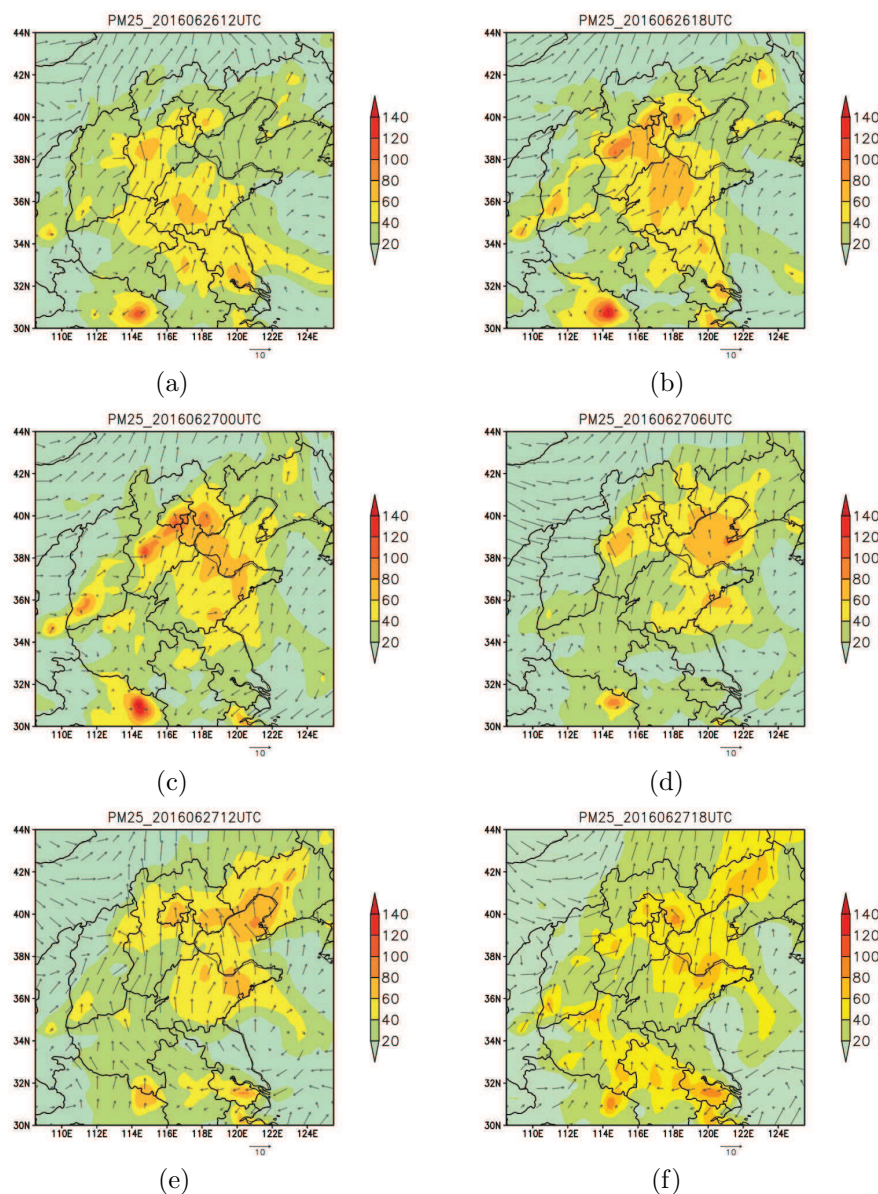 PM25_2016062612UTC
44N
42N
40N
38N
36N
34N
32N
30N
110E 112E 114E 116E 118E 120E 122E 124E
140
120
100
80
60
40
20
10
(a)
PM25_2016062618UTC
44N
42N
40N
38N
36N
34N
32N
30N
110E 112E 114E 116E 118E 120E 122E 124E
140
120
100
80
60
40
20
10
(b)
PM25_2016062700UTC
44N
42N
40N
38N
36N
34N
32N
30N
110E 112E 114E 116E 118E 120E 122E 124E
140
120
100
80
60
40
20
10
(c)
PM25_2016062706UTC
44N
42N
40N
38N
36N
34N
32N
30N
110E 112E 114E 116E 118E 120E 122E 124E
140
120
100
80
60
40
20
10
(d)
PM25_2016062712UTC
44N
42N
40N
38N
36N
34N
32N
30N
110E 112E 114E 116E 118E 120E 122E 124E
140
120
100
80
60
40
20
10
(e)
PM25_2016062718UTC
44N
42N
40N
38N
36N
34N
32N
30N
110E 112E 114E 116E 118E 120E 122E 124E
140
120
100
80
60
40
20
10
(f)